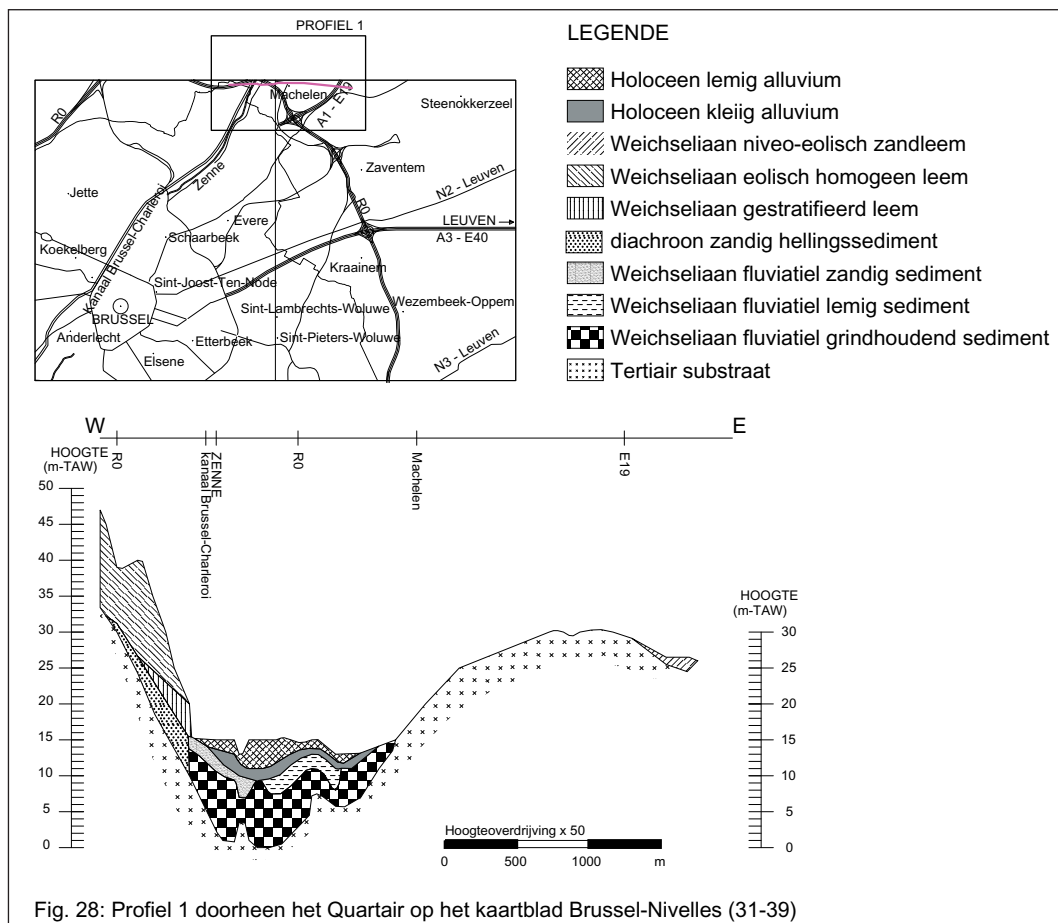 PROFIEL 1
R0
Machelen
A1 - E19
Steenokkerzeel
Zenne
Zaventem
Jette
N2 - Leuven
Kanaal Brussel-Charleroi
Evere
R0
LEUVEN
Koekelberg
Schaarbeek
A3 - E40
Kraainem
Sint-Joost-Ten-Node
Sint-Lambrechts-Woluwe
Wezembeek-Oppem
BRUSSEL
Anderlecht
Etterbeek
Sint-Pieters-Woluwe
Elsene
N3 - Leuven
LEGENDE
Holoceen lemig alluvium
Holoceen kleiig alluvium
Weichseliaan niveo-eolisch zandleem
Weichseliaan eolisch homogeen leem
Weichseliaan gestratifieerd leem
diachroon zandig hellingssediment
Weichseliaan fluviatiel zandig sediment
Weichseliaan fluviatiel lemig sediment
Weichseliaan fluviatiel grindhoudend sediment
Tertiair substraat
W
E
HOOGTE
(m-TAW)
R0
kanaal Brussel-Charleroi
ZENNE
R0
Machelen
E19
50
45
40
35
30
25
20
15
10
5
0
HOOGTE
(m-TAW)
30
25
20
15
10
5
0
Hoogteoverdrijving x 50
0 500 1000 m
Fig. 28: Profiel 1 doorheen het Quartair op het kaartblad Brussel-Nivelles (31-39)